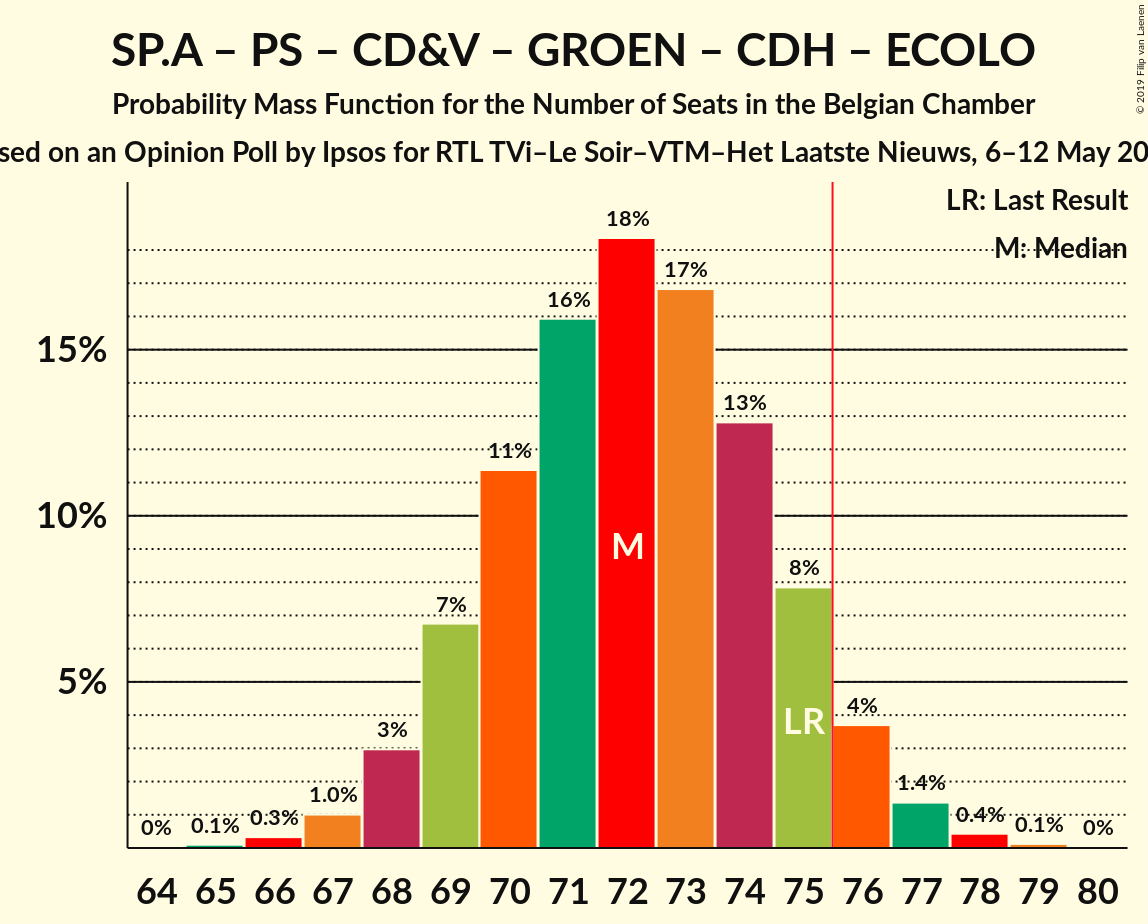 SP.A – PS – CD&V – GROEN – CDH – ECOLO
Probability Mass Function for the Number of Seats in the Belgian Chamber
sed on an Opinion Poll by Ipsos for RTL TVi–Le Soir–VTM–Het Laatste Nieuws, 6–12 May 20
© 2019 Filip van Laenen
LR: Last Result
M: Median
15%
10%
5%
0%
0.1%
0.3%
1.0%
3%
7%
11%
16%
18%
17%
13%
8%
4%
1.4%
0.4%
0.1%
0%
M
LR
64 65 66 67 68 69 70 71 72 73 74 75 76 77 78 79 80